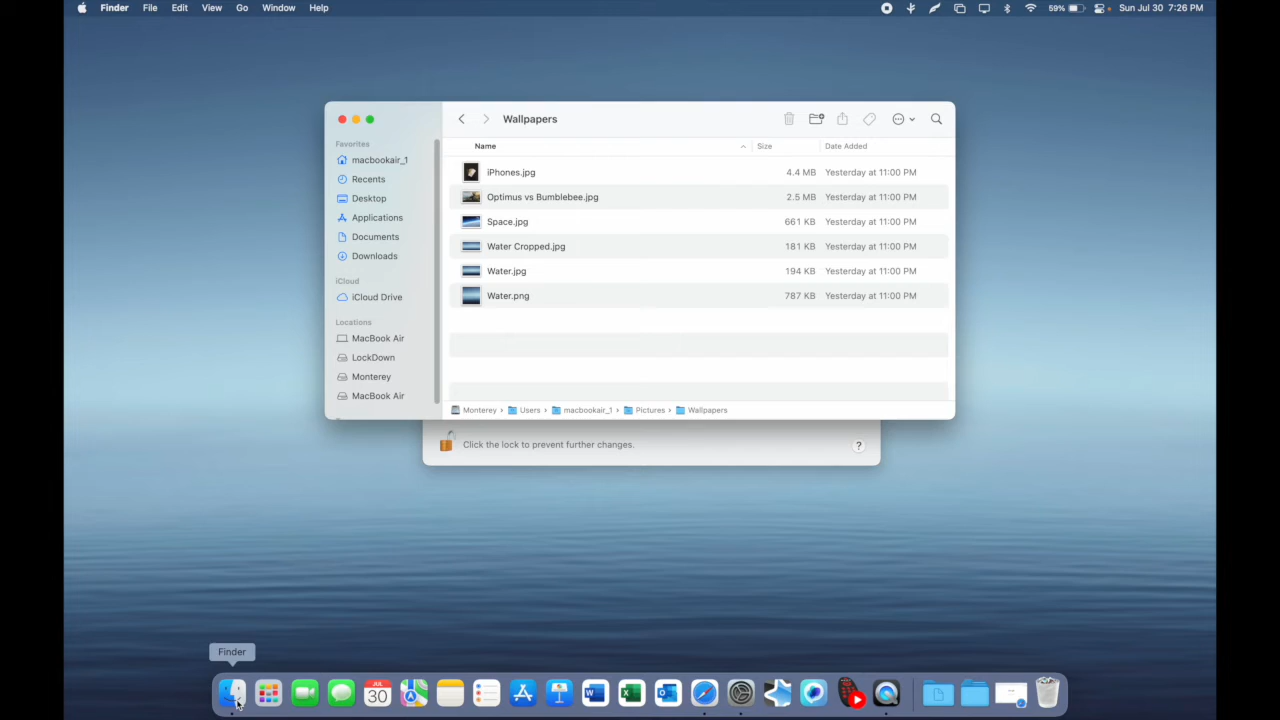 Finder File Edit View Go Window Help 59% Sun Jul 30 7:26 PM
Wallpapers
Favorites
macbookair_1
Recents
Desktop
Applications
Documents
Downloads
iCloud
iCloud Drive
Locations
MacBook Air
LockDown
Monterey
MacBook Air
Name Size Date Added
iPhones.jpg 4.4 MB Yesterday at 11:00 PM
Optimus vs Bumblebee.jpg 2.5 MB Yesterday at 11:00 PM
Space.jpg 661 KB Yesterday at 11:00 PM
Water Cropped.jpg 181 KB Yesterday at 11:00 PM
Water.jpg 194 KB Yesterday at 11:00 PM
Water.png 787 KB Yesterday at 11:00 PM
Monterey › Users › macbookair_1 › Pictures › Wallpapers
Click the lock to prevent further changes. ?
Finder
JUL
30
W
X
O